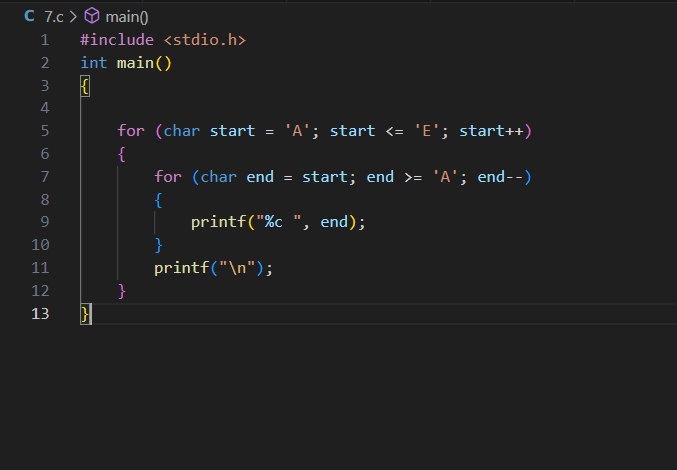 C 7.c > main()
1 #include <stdio.h>
2 int main()
3 {
4
5     for (char start = 'A'; start <= 'E'; start++)
6     {
7         for (char end = start; end >= 'A'; end--)
8         {
9             printf("%c ", end);
10         }
11         printf("\n");
12     }
13 }